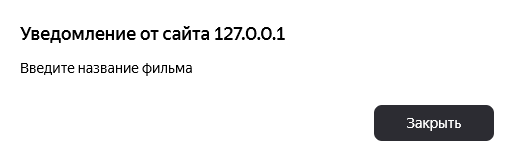 Уведомление от сайта 127.0.0.1
Введите название фильма
Закрыть